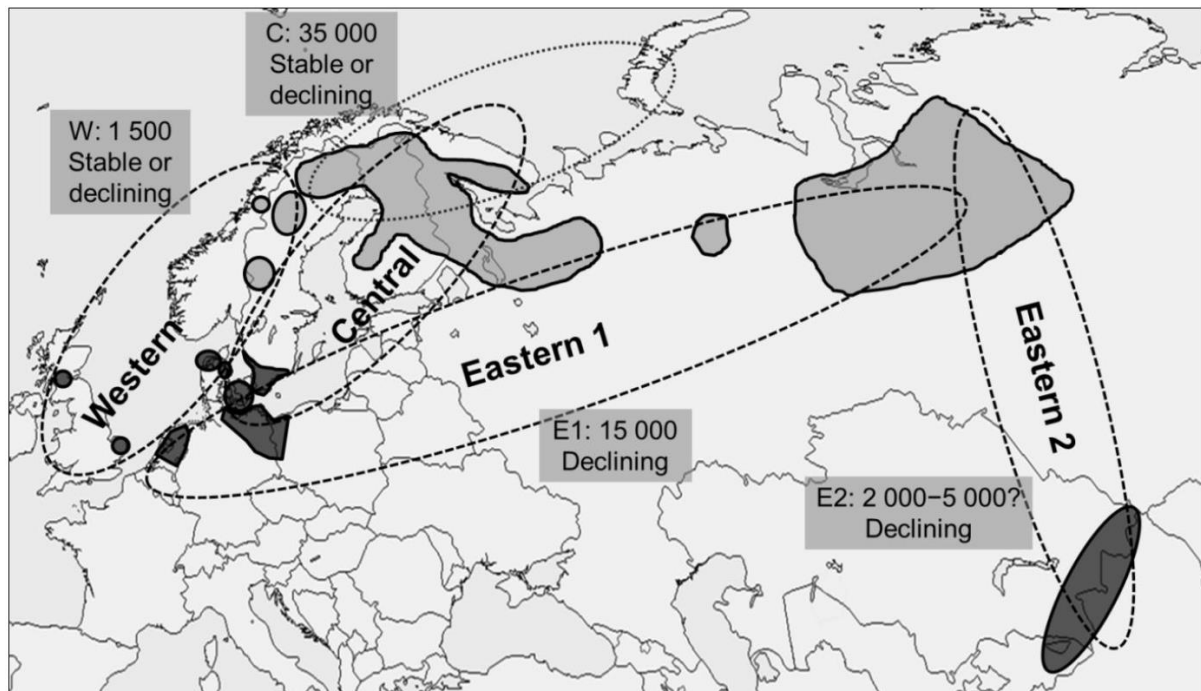 C: 35 000
Stable or
declining
W: 1 500
Stable or
declining
Western
Central
Eastern 1
Eastern 2
E1: 15 000
Declining
E2: 2 000–5 000?
Declining